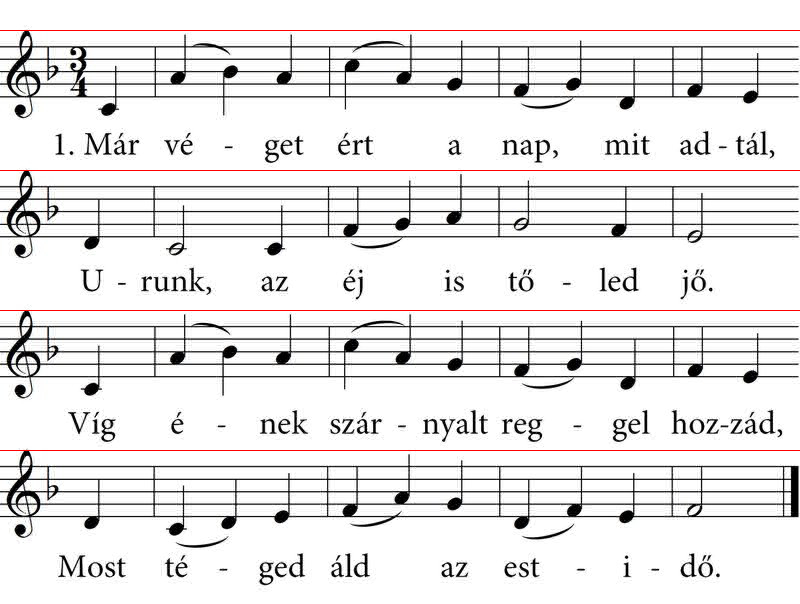 3
4
1. Már vé - get ért a nap, mit ad - tál,
U - runk, az éj is tő - led jő.
Víg é - nek szár - nyalt reg - gel hoz-zád,
Most té - ged áld az est - i - dő.